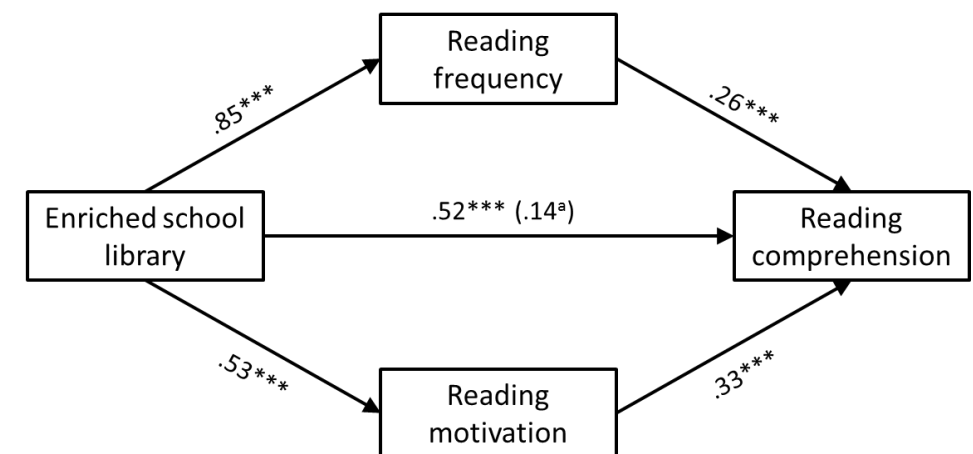 Reading
frequency
.85***
.26***
Enriched school
library
.52*** (.14ᵃ)
Reading
comprehension
.53***
.33***
Reading
motivation